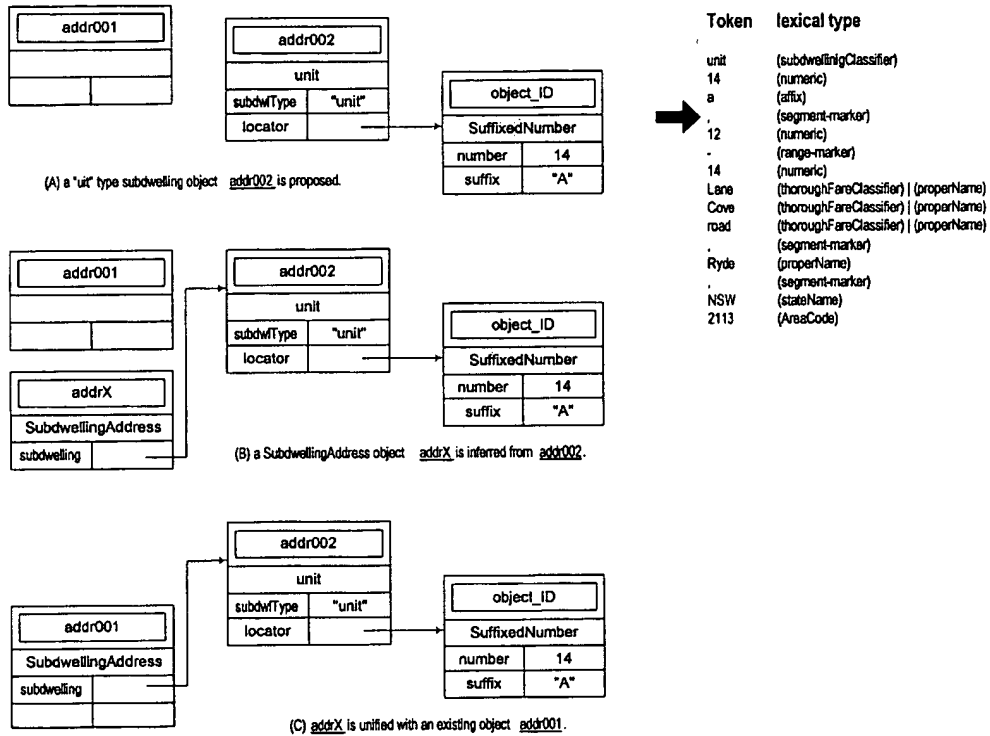 addr001
addr002
unit
subdwlType "unit"
locator
object_ID
SuffixedNumber
number 14
suffix "A"
(A) a "uit" type subdwelling object addr002 is proposed.
addr001
addr002
unit
subdwlType "unit"
locator
object_ID
SuffixedNumber
number 14
suffix "A"
addrX
SubdwellingAddress
subdwelling
(B) a SubdwellingAddress object addrX is inferred from addr002.
addr002
unit
subdwlType "unit"
locator
object_ID
SuffixedNumber
number 14
suffix "A"
addr001
SubdwellingAddress
subdwelling
(C) addrX is unified with an existing object addr001.
Token lexical type
unit (subdwellinigClassifier)
14 (numeric)
a (affix)
, (segment-marker)
12 (numeric)
- (range-marker)
14 (numeric)
Lane (thoroughFareClassifier) | (properName)
Cove (thoroughFareClassifier) | (properName)
road (thoroughFareClassifier) | (properName)
, (segment-marker)
Ryde (properName)
, (segment-marker)
NSW (stateName)
2113 (AreaCode)